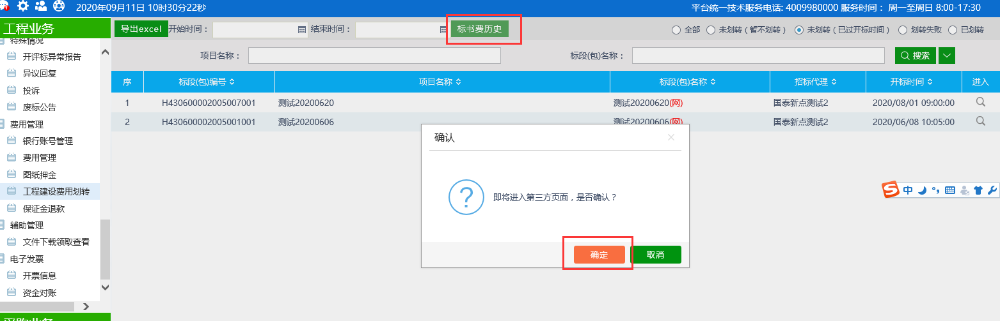 2020年09月11日 10时30分22秒
平台统一技术服务电话: 4009980000 服务时间： 周一至周日 8:00-17:30
工程业务
特殊情况
开评标异常报告
异议回复
投诉
废标公告
费用管理
银行账号管理
费用管理
图纸押金
工程建设费用划转
保证金退款
辅助管理
文件下载领取查看
电子发票
开票信息
资金对账
采购业务
导出excel 开始时间： 结束时间： 标书费历史 全部 未划转（暂不划转） 未划转（已过开标时间） 划转失败 已划转
项目名称： 标段(包)名称： 搜索
序 标段(包)编号 项目名称 标段(包)名称 招标代理 开标时间 进入
1 H430600002005007001 测试20200620 测试20200620(网) 国泰新点测试2 2020/08/01 09:00:00
2 H430600002005001001 测试20200606 测试20200606(网) 国泰新点测试2 2020/06/08 10:05:00
确认
即将进入第三方页面，是否确认？
确定 取消
S 中